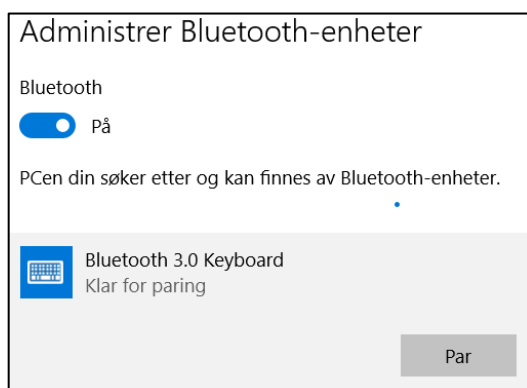 Administrer Bluetooth-enheter
Bluetooth
På
PCen din søker etter og kan finnes av Bluetooth-enheter.
Bluetooth 3.0 Keyboard
Klar for paring
Par